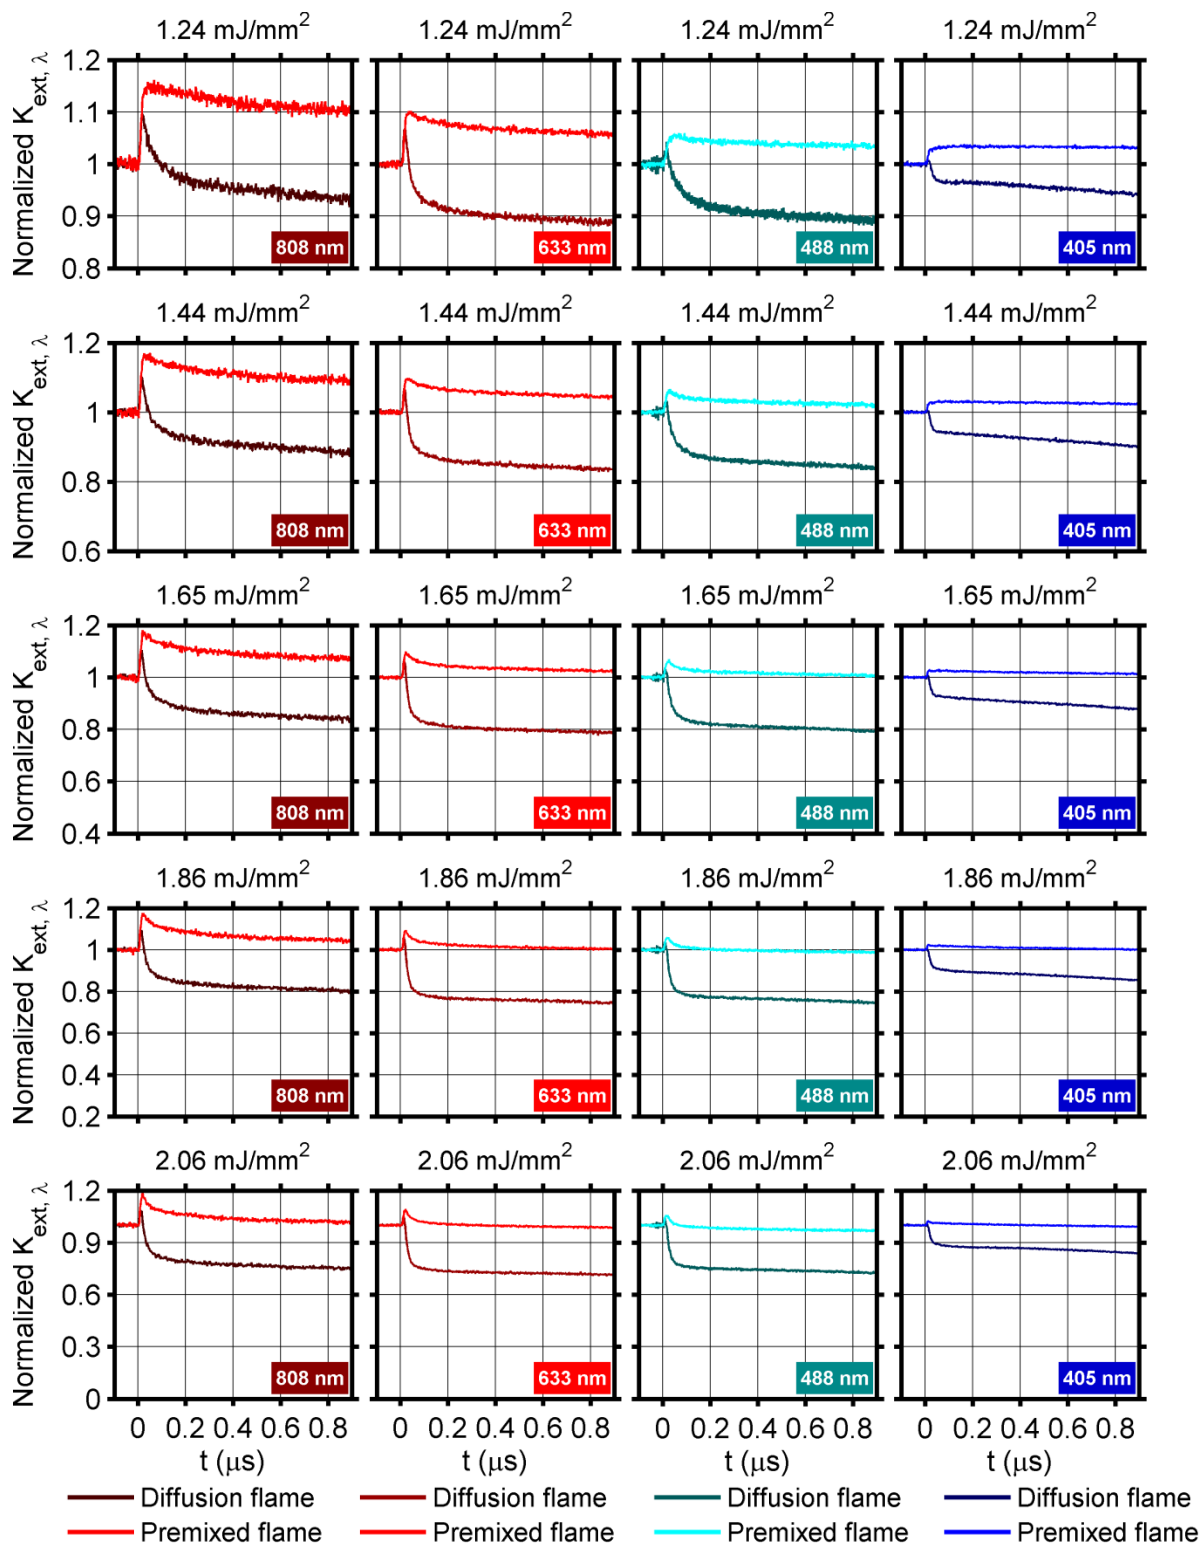 1.24 mJ/mm² 1.24 mJ/mm² 1.24 mJ/mm² 1.24 mJ/mm²
Normalized K_ext, λ
1.2
1.1
1
0.9
0.8
808 nm 633 nm 488 nm 405 nm
1.44 mJ/mm² 1.44 mJ/mm² 1.44 mJ/mm² 1.44 mJ/mm²
Normalized K_ext, λ
1.2
1
0.8
0.6
808 nm 633 nm 488 nm 405 nm
1.65 mJ/mm² 1.65 mJ/mm² 1.65 mJ/mm² 1.65 mJ/mm²
Normalized K_ext, λ
1.2
1
0.8
0.6
0.4
808 nm 633 nm 488 nm 405 nm
1.86 mJ/mm² 1.86 mJ/mm² 1.86 mJ/mm² 1.86 mJ/mm²
Normalized K_ext, λ
1.2
1
0.8
0.6
0.4
0.2
808 nm 633 nm 488 nm 405 nm
2.06 mJ/mm² 2.06 mJ/mm² 2.06 mJ/mm² 2.06 mJ/mm²
Normalized K_ext, λ
1.2
0.9
0.6
0.3
0
808 nm 633 nm 488 nm 405 nm
0 0.2 0.4 0.6 0.8 0 0.2 0.4 0.6 0.8 0 0.2 0.4 0.6 0.8 0 0.2 0.4 0.6 0.8
t (μs) t (μs) t (μs) t (μs)
Diffusion flame Diffusion flame Diffusion flame Diffusion flame
Premixed flame Premixed flame Premixed flame Premixed flame